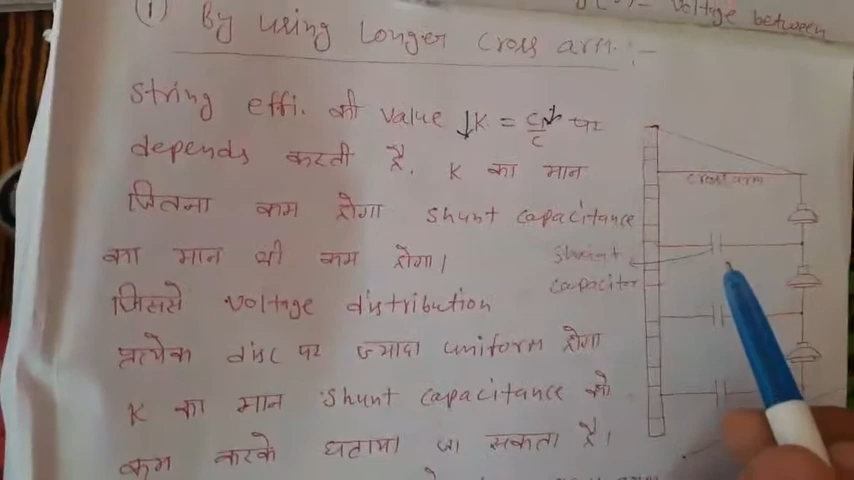 voltage between
(1) By using Longer cross arm :-
string effi. की value ↓K = C₁↓/C पर
depends करती है. K का मान
जितना कम होगा shunt capacitance
का मान भी कम होगा।
जिससे voltage distribution
प्रत्येक disc पर ज्यादा uniform होगा
K का मान shunt capacitance को
कम करके घटाया जा सकता है।
cross arm
shunt
capacitor